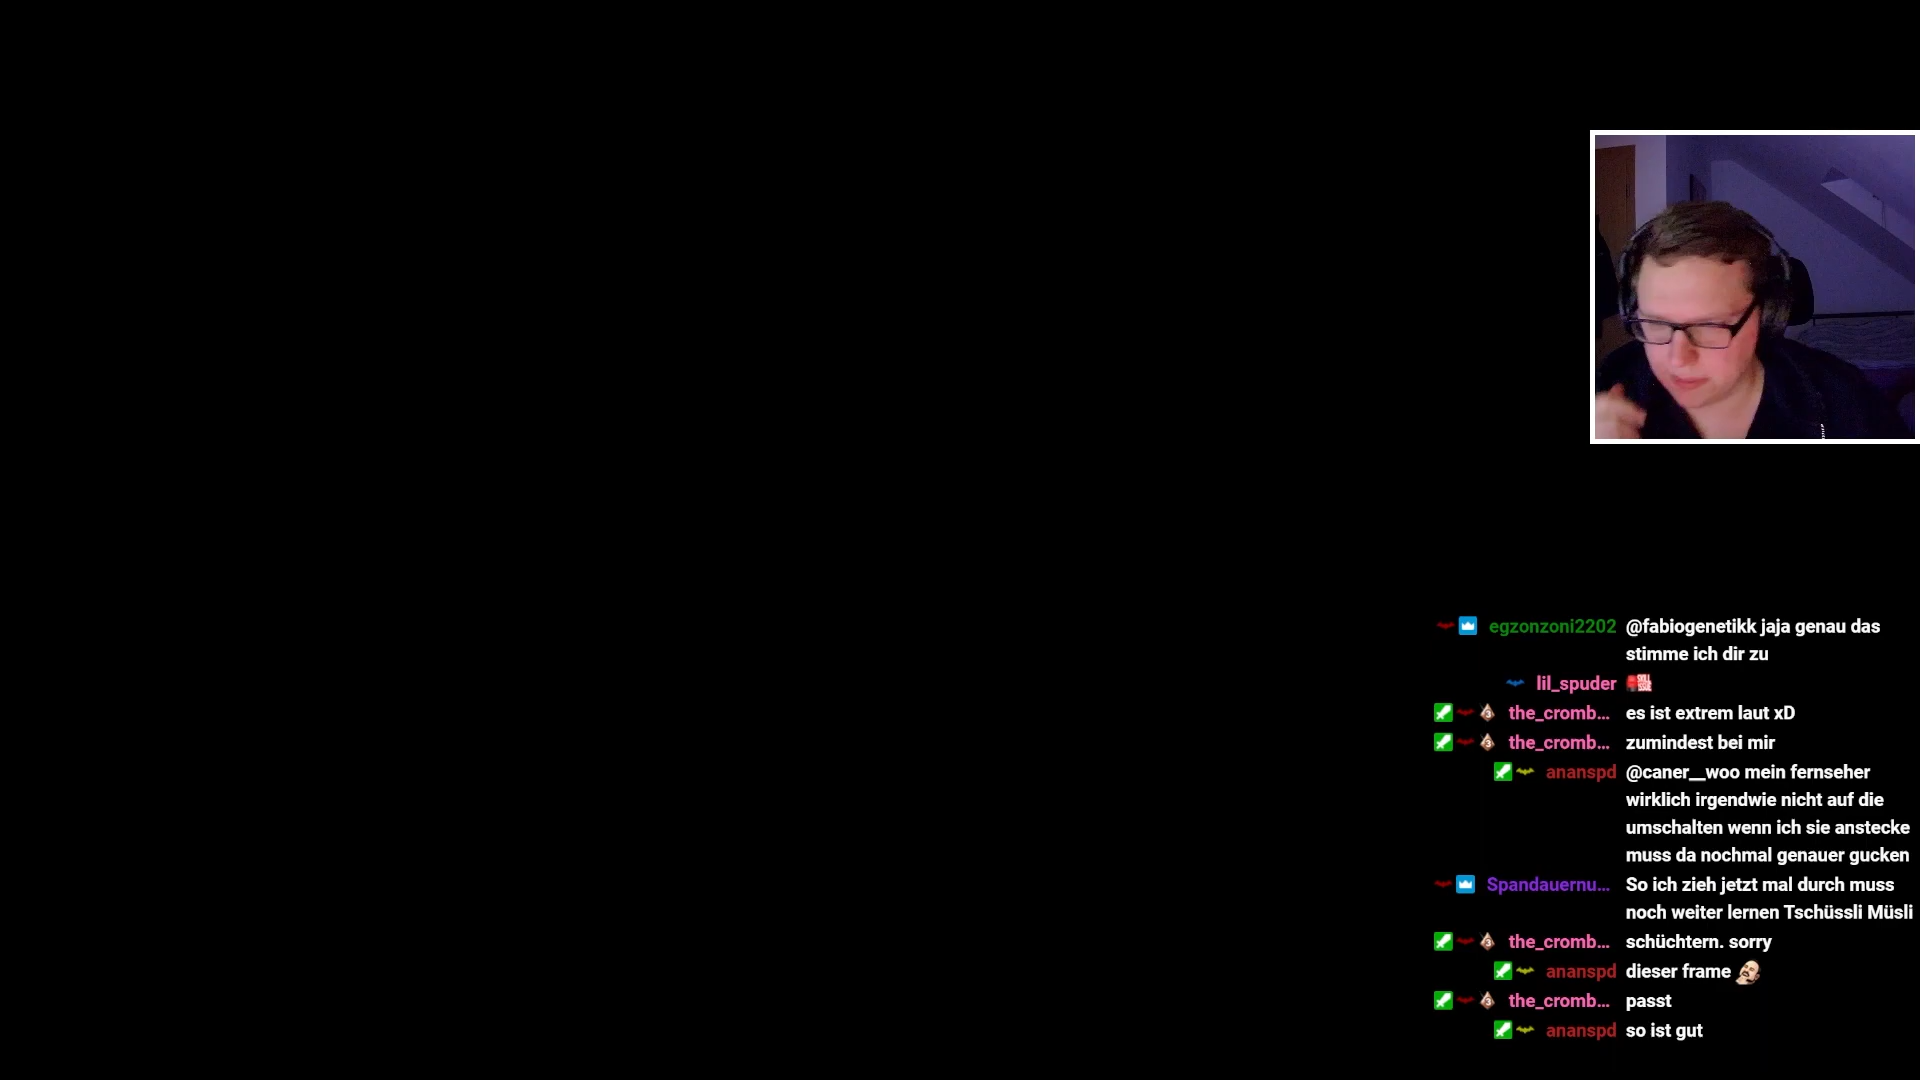 egzonzoni2202 @fabiogenetikk jaja genau das
stimme ich dir zu
lil_spuder
the_cromb... es ist extrem laut xD
the_cromb... zumindest bei mir
ananspd @caner__woo mein fernseher
wirklich irgendwie nicht auf die
umschalten wenn ich sie anstecke
muss da nochmal genauer gucken
Spandauernu... So ich zieh jetzt mal durch muss
noch weiter lernen Tschüssli Müsli
the_cromb... schüchtern. sorry
ananspd dieser frame
the_cromb... passt
ananspd so ist gut